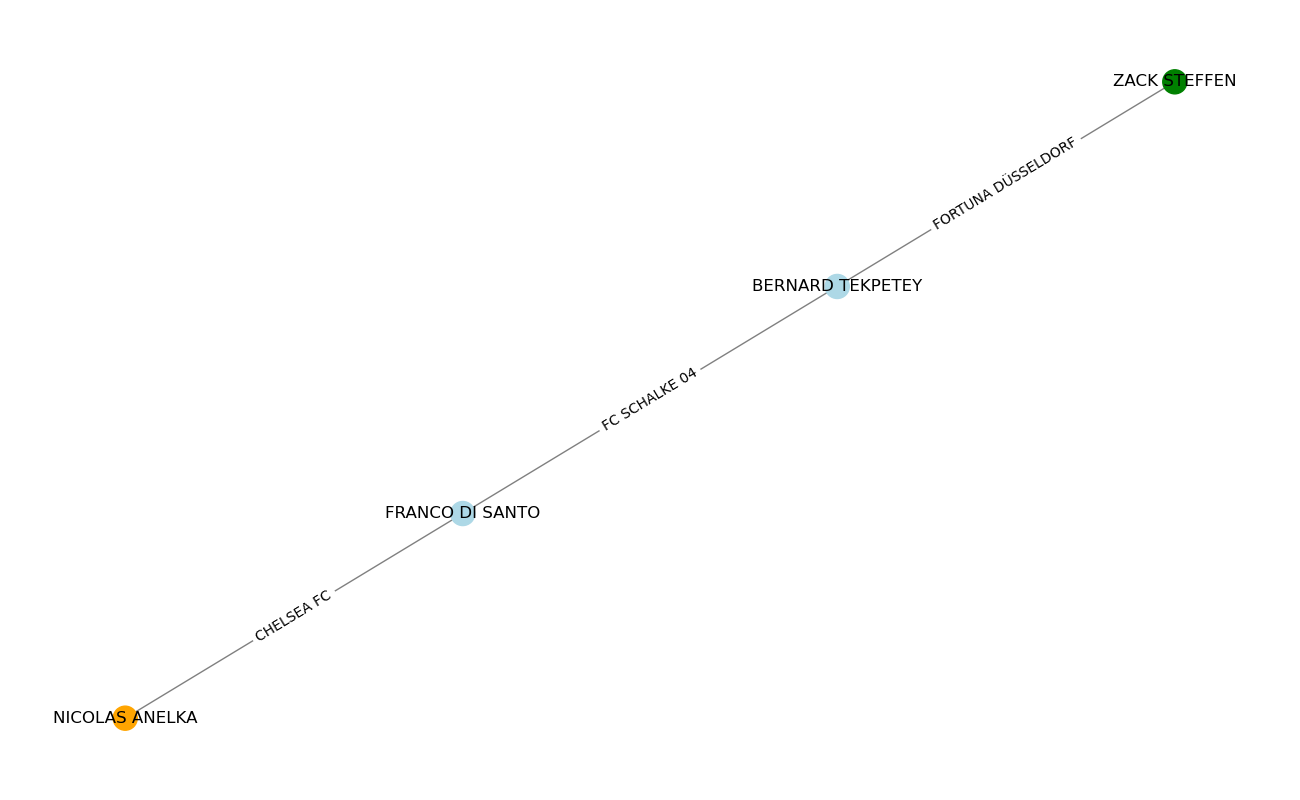 ZACK STEFFEN
FORTUNA DÜSSELDORF
BERNARD TEKPETEY
FC SCHALKE 04
FRANCO DI SANTO
CHELSEA FC
NICOLAS ANELKA